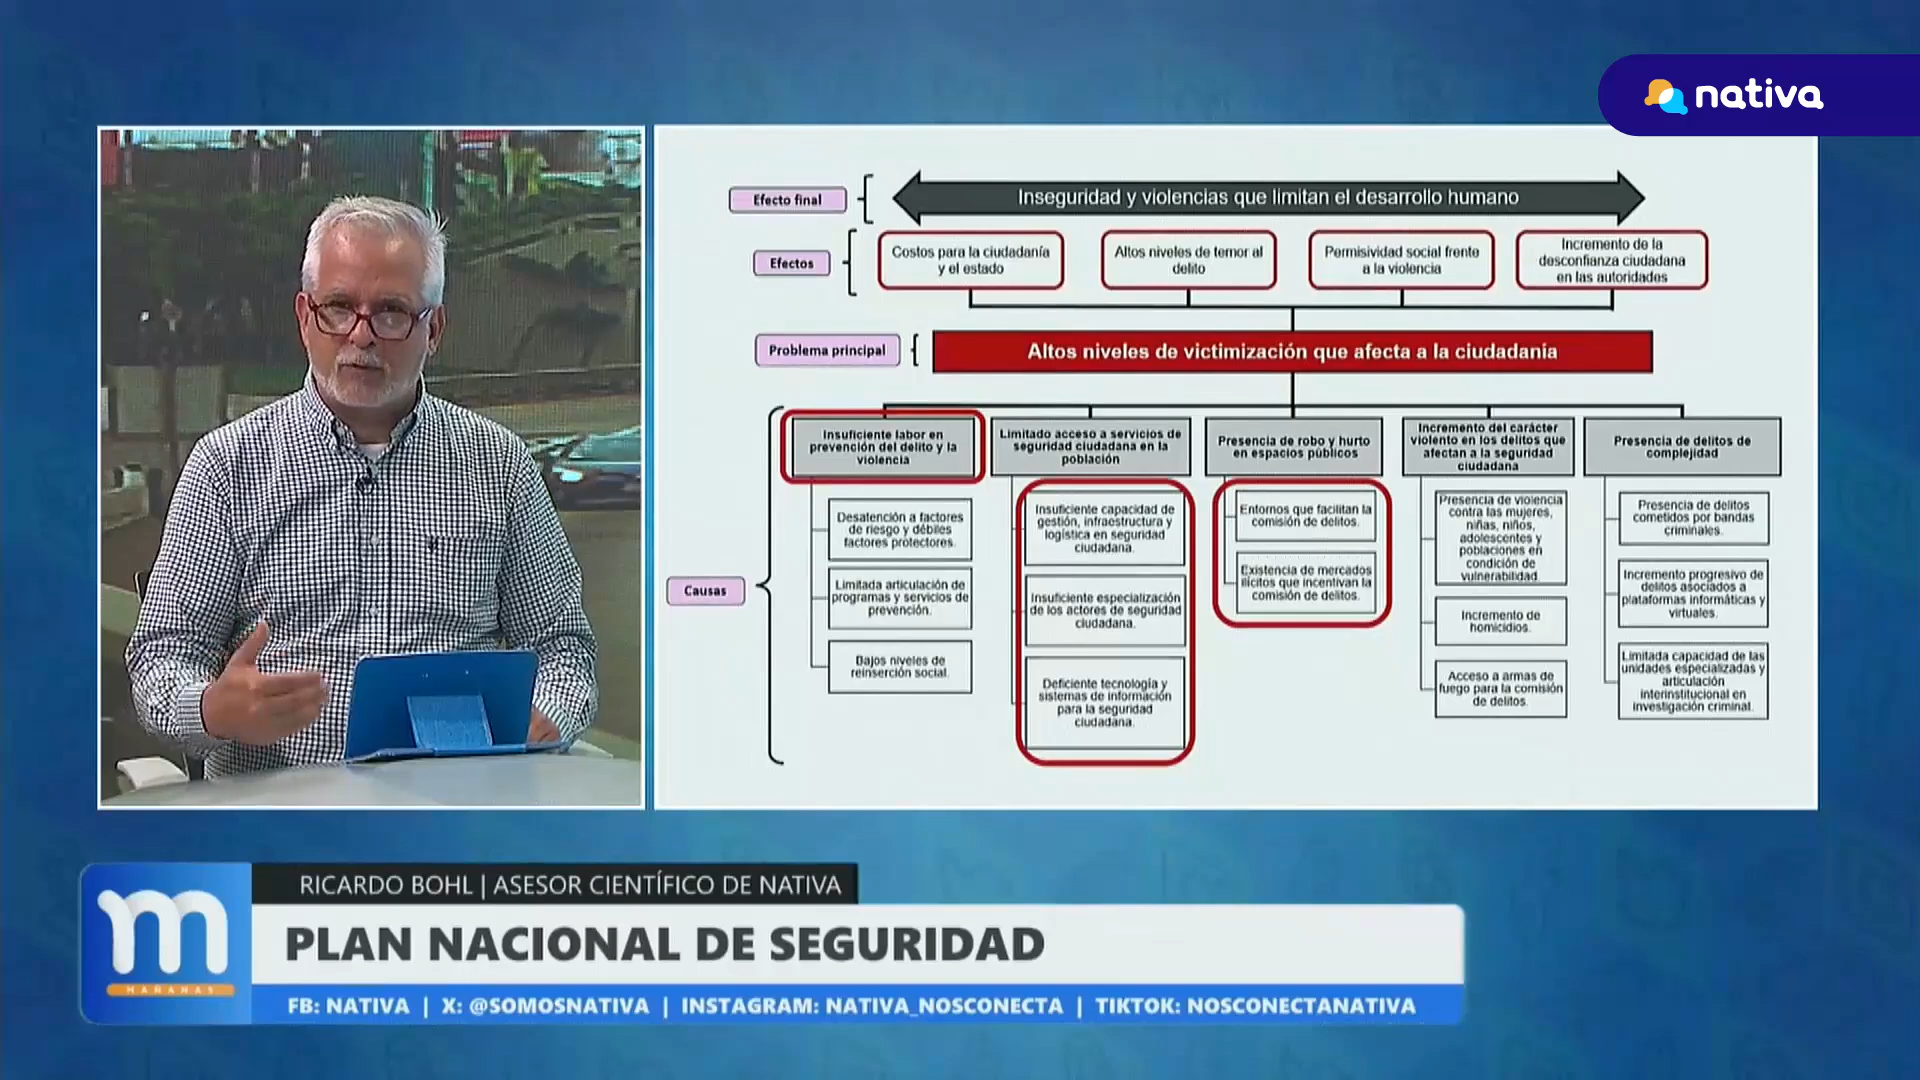 nativa
Efecto final
Inseguridad y violencias que limitan el desarrollo humano
Efectos
Costos para la ciudadanía
y el estado
Altos niveles de temor al
delito
Permisividad social frente
a la violencia
Incremento de la
desconfianza ciudadana
en las autoridades
Problema principal
Altos niveles de victimización que afecta a la ciudadanía
Causas
Insuficiente labor en
prevención del delito y la
violencia
Desatención a factores
de riesgo y débiles
factores protectores.
Limitada articulación de
programas y servicios de
prevención.
Bajos niveles de
reinserción social.
Limitado acceso a servicios de
seguridad ciudadana en la
población
Insuficiente capacidad de
gestión, infraestructura y
logística en seguridad
ciudadana.
Insuficiente especialización
de los actores de seguridad
ciudadana.
Deficiente tecnología y
sistemas de información
para la seguridad
ciudadana.
Presencia de robo y hurto
en espacios públicos
Entornos que facilitan la
comisión de delitos.
Existencia de mercados
ilícitos que incentivan la
comisión de delitos.
Incremento del carácter
violento en los delitos que
afectan a la seguridad
ciudadana
Presencia de violencia
contra las mujeres,
niñas, niños,
adolescentes y
poblaciones en
condición de
vulnerabilidad
Incremento de
homicidios.
Acceso a armas de
fuego para la comisión
de delitos.
Presencia de delitos de
complejidad
Presencia de delitos
cometidos por bandas
criminales.
Incremento progresivo de
delitos asociados a
plataformas informáticas y
virtuales.
Limitada capacidad de las
unidades especializadas y
articulación
interinstitucional en
investigación criminal.
m
MAÑANAS
RICARDO BOHL | ASESOR CIENTÍFICO DE NATIVA
PLAN NACIONAL DE SEGURIDAD
FB: NATIVA | X: @SOMOSNATIVA | INSTAGRAM: NATIVA_NOSCONECTA | TIKTOK: NOSCONECTANATIVA